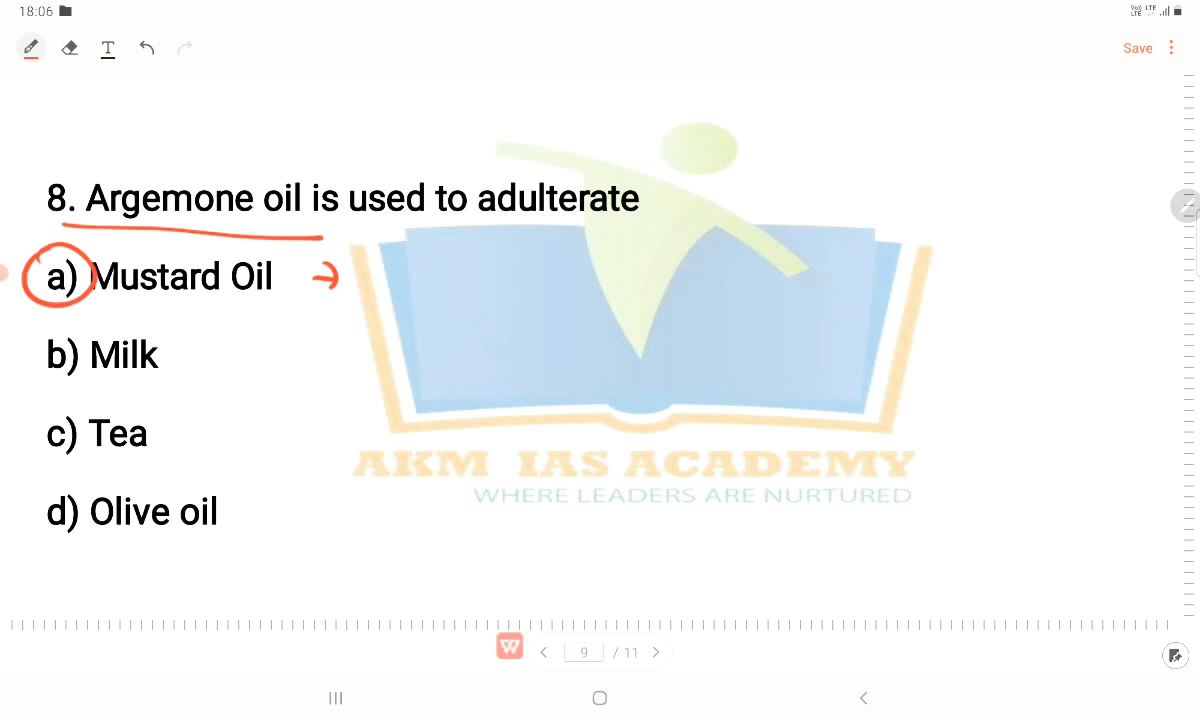 18:06
Save
8. Argemone oil is used to adulterate
a) Mustard Oil
b) Milk
c) Tea
d) Olive oil
AKM IAS ACADEMY
WHERE LEADERS ARE NURTURED
9 / 11